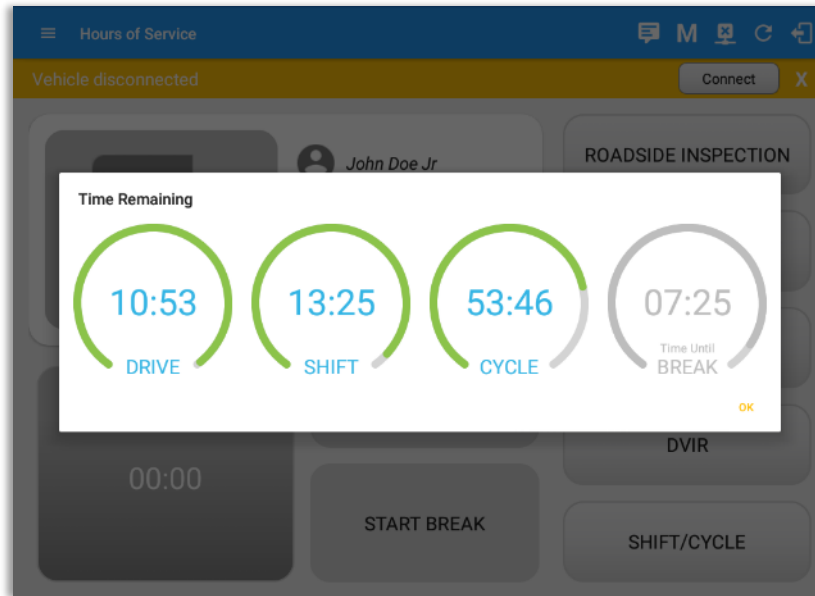 Hours of Service
M
Vehicle disconnected
Connect
X
John Doe Jr
ROADSIDE INSPECTION
Time Remaining
10:53
DRIVE
13:25
SHIFT
53:46
CYCLE
07:25
Time Until
BREAK
OK
DVIR
00:00
START BREAK
SHIFT/CYCLE